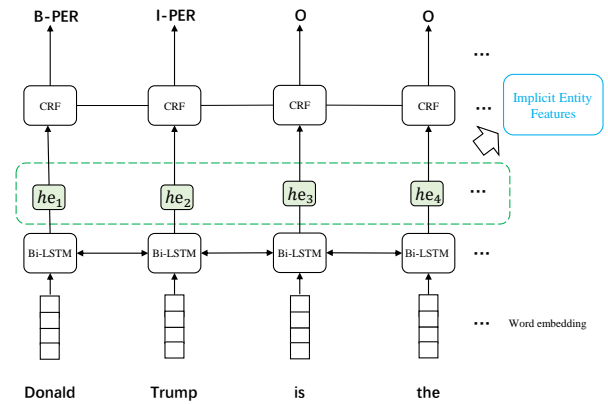 B-PER I-PER O O
...
CRF CRF CRF CRF ...
Implicit Entity
Features
he₁ he₂ he₃ he₄ ...
Bi-LSTM Bi-LSTM Bi-LSTM Bi-LSTM ...
... Word embedding
Donald Trump is the